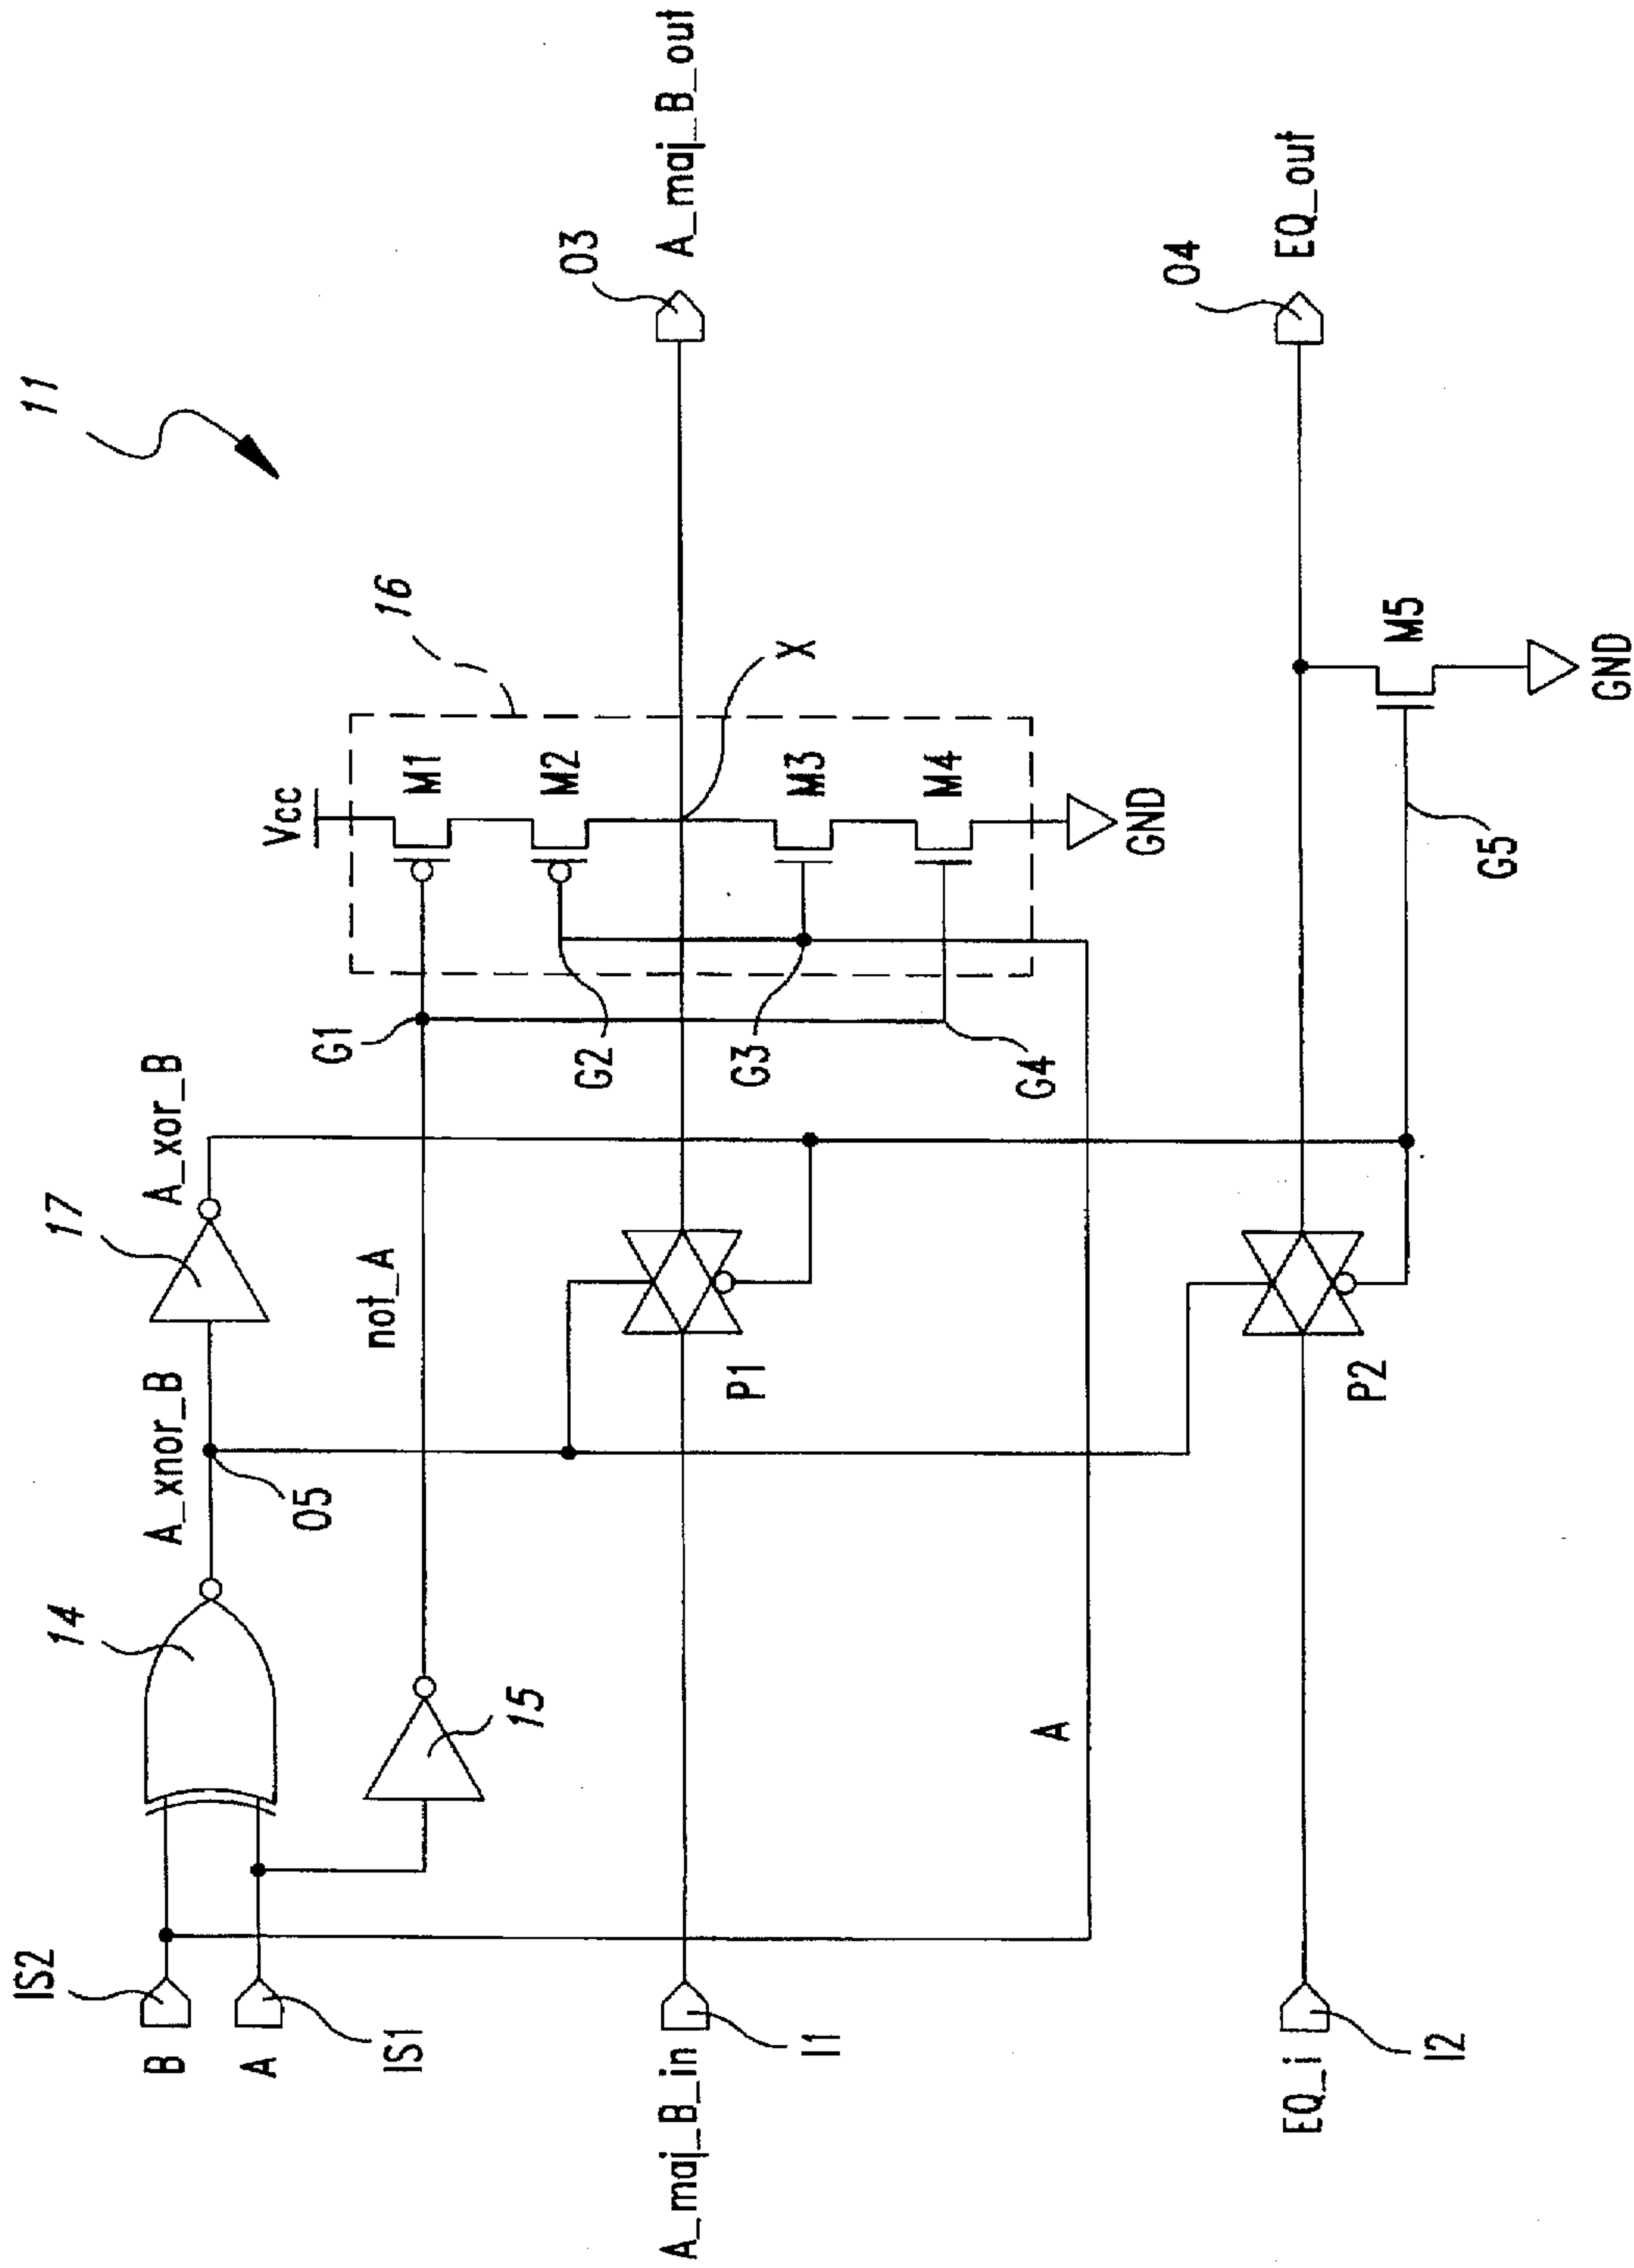 11
IS2
B
A
IS1
14
A_xnor_B
O5
17
A_xor_B
15
not_A
G1
Vcc
16
M1
M2
M3
M4
GND
G2
G3
G4
X
O3
A_maj_B_out
A_maj_B_in
I1
P1
A
EQ_i
I2
P2
G5
M5
GND
O4
EQ_out